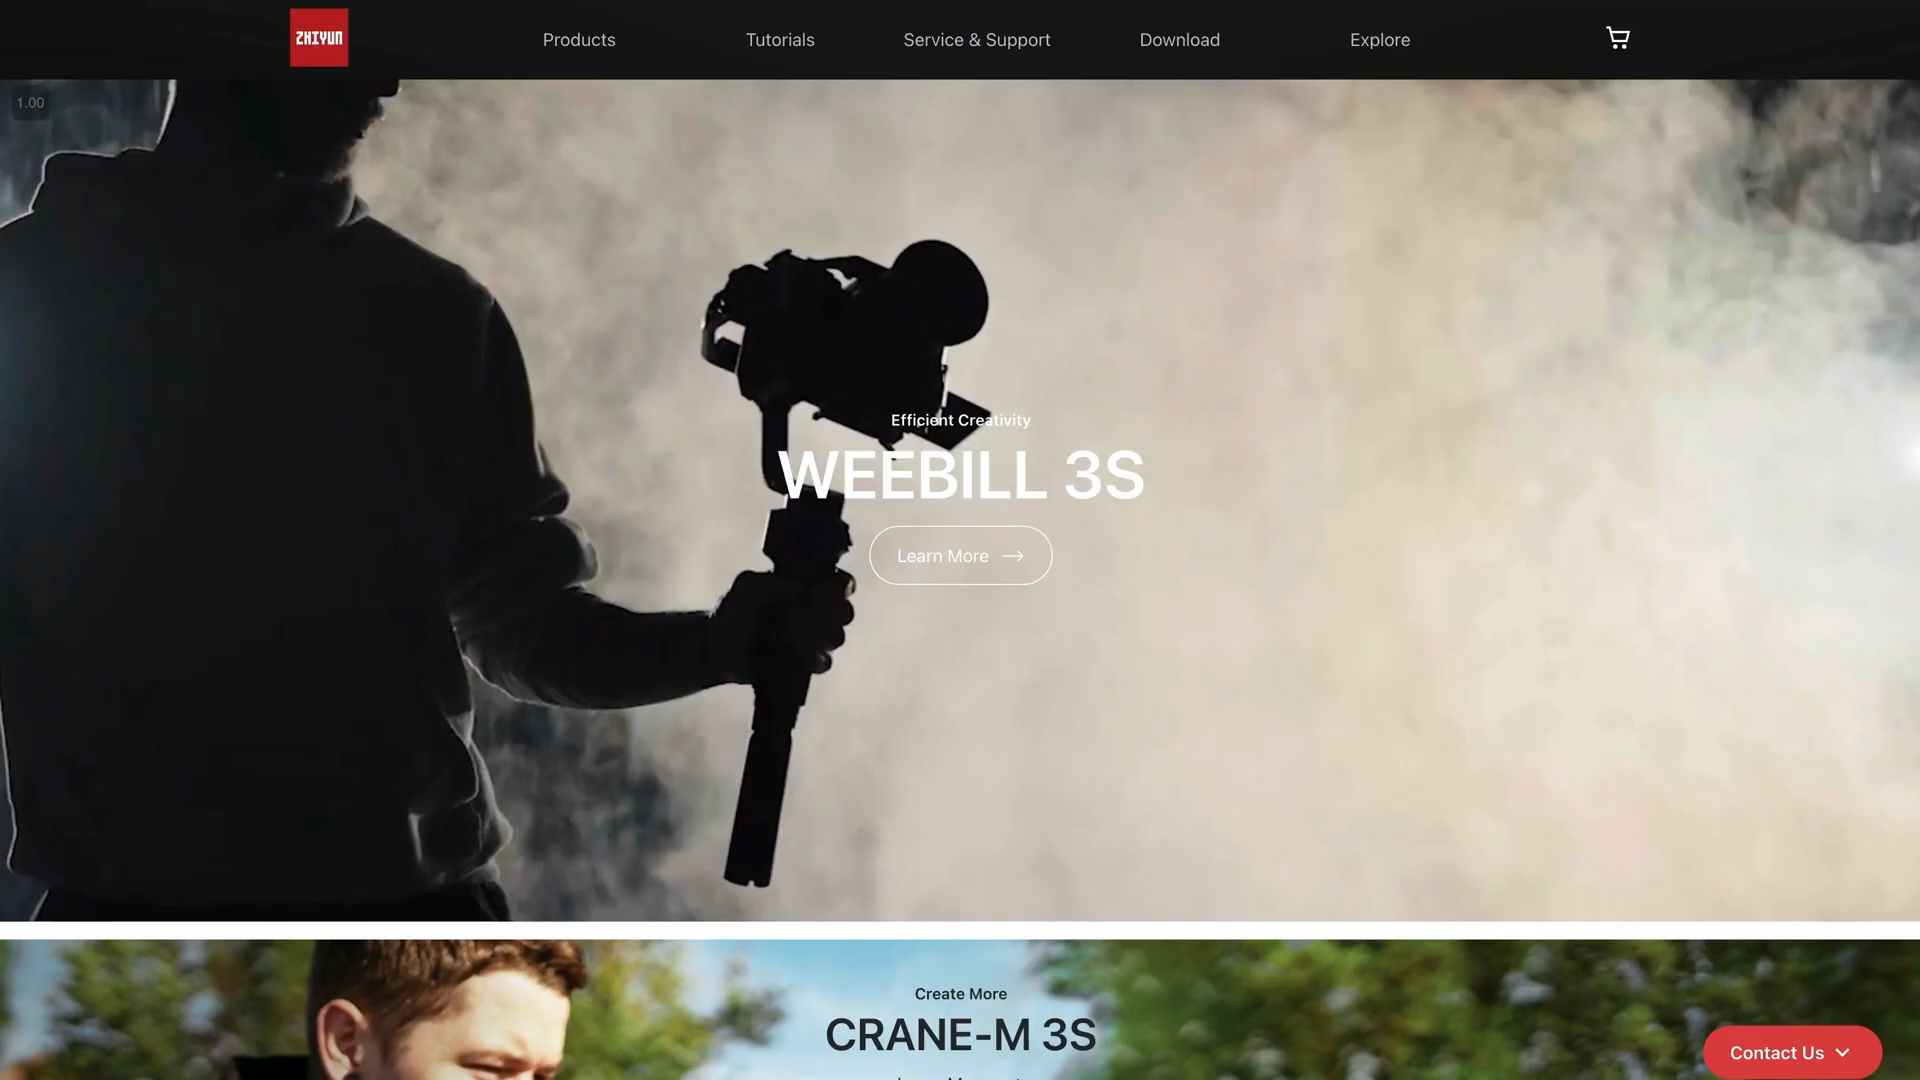 ZHIYUN
Products
Tutorials
Service & Support
Download
Explore
1.00
Efficient Creativity
WEEBILL 3S
Learn More
Create More
CRANE-M 3S
Contact Us